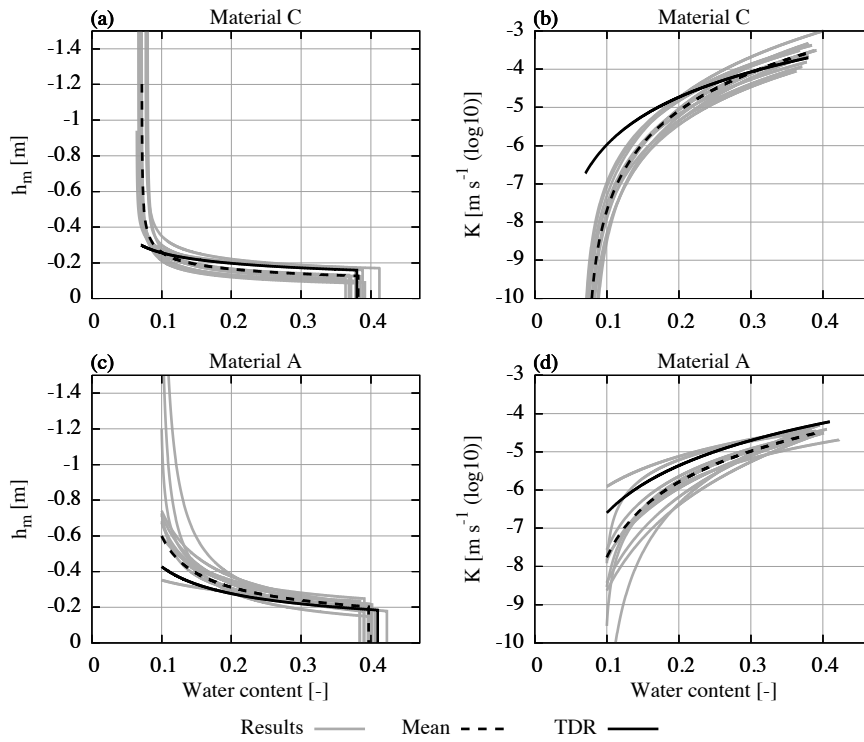 (a) Material C
-1.4
-1.2
-1
-0.8
-0.6
-0.4
-0.2
0
h_m [m]
0 0.1 0.2 0.3 0.4
(b) Material C
-3
-4
-5
-6
-7
-8
-9
-10
K [m s⁻¹ (log10)]
0 0.1 0.2 0.3 0.4
(c) Material A
-1.4
-1.2
-1
-0.8
-0.6
-0.4
-0.2
0
h_m [m]
0 0.1 0.2 0.3 0.4
Water content [-]
(d) Material A
-3
-4
-5
-6
-7
-8
-9
-10
K [m s⁻¹ (log10)]
0 0.1 0.2 0.3 0.4
Water content [-]
Results Mean TDR